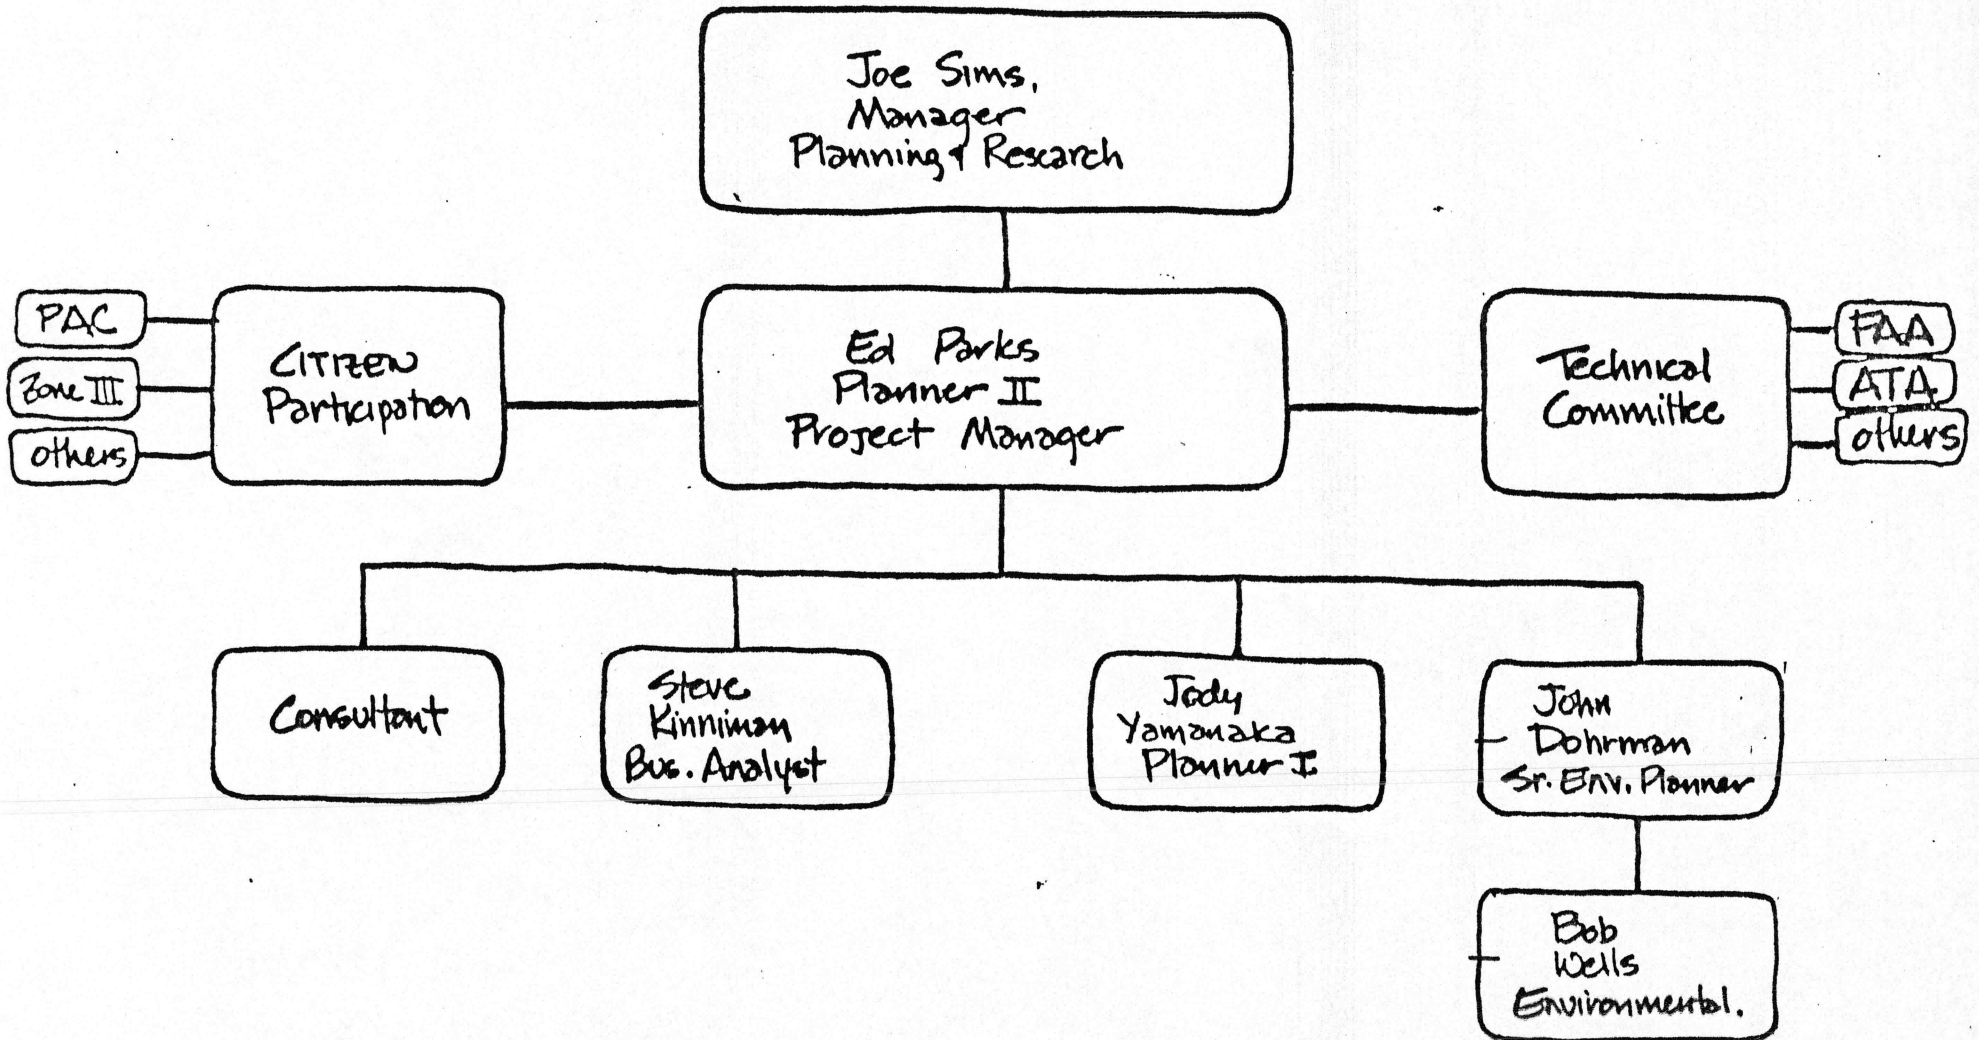 Joe Sims,
Manager
Planning & Research
PAC
Zone III
others
CITIZEN
Participation
Ed Parks
Planner II
Project Manager
Technical
Committee
FAA
ATA
others
Consultant
Steve
Kinniman
Bus. Analyst
Jody
Yamanaka
Planner I
John
Dohrman
Sr. Env. Planner
Bob
Wells
Environmental.